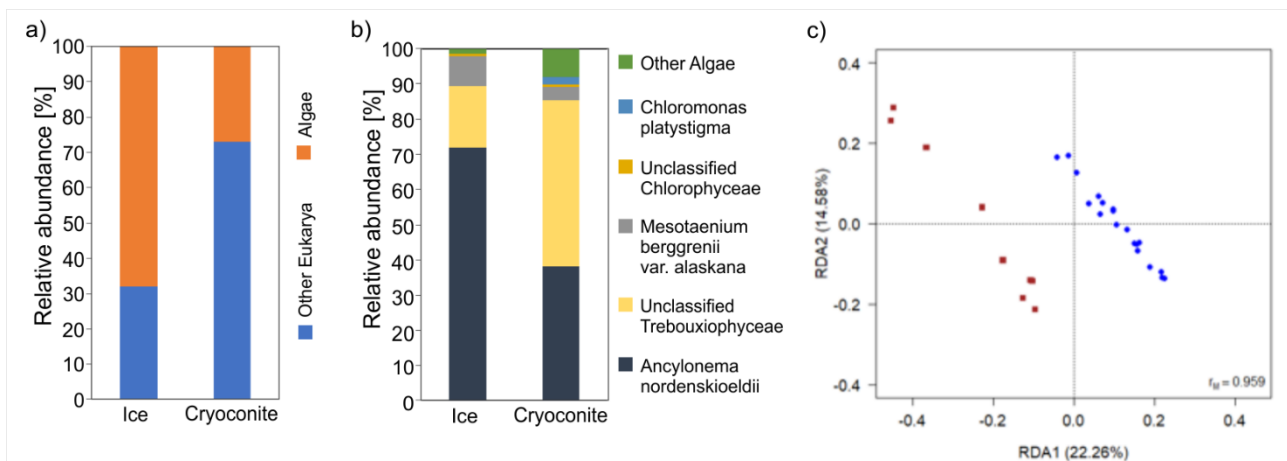 a)
100
90
80
70
60
50
40
30
20
10
0
Relative abundance [%]
Ice Cryoconite
Algae
Other Eukarya
b)
100
90
80
70
60
50
40
30
20
10
0
Relative abundance [%]
Ice Cryoconite
Other Algae
Chloromonas
platystigma
Unclassified
Chlorophyceae
Mesotaenium
berggrenii
var. alaskana
Unclassified
Trebouxiophyceae
Ancylonema
nordenskioeldii
c)
0.4
0.2
0.0
-0.2
-0.4
RDA2 (14.58%)
-0.4 -0.2 0.0 0.2 0.4
RDA1 (22.26%)
rM = 0.959